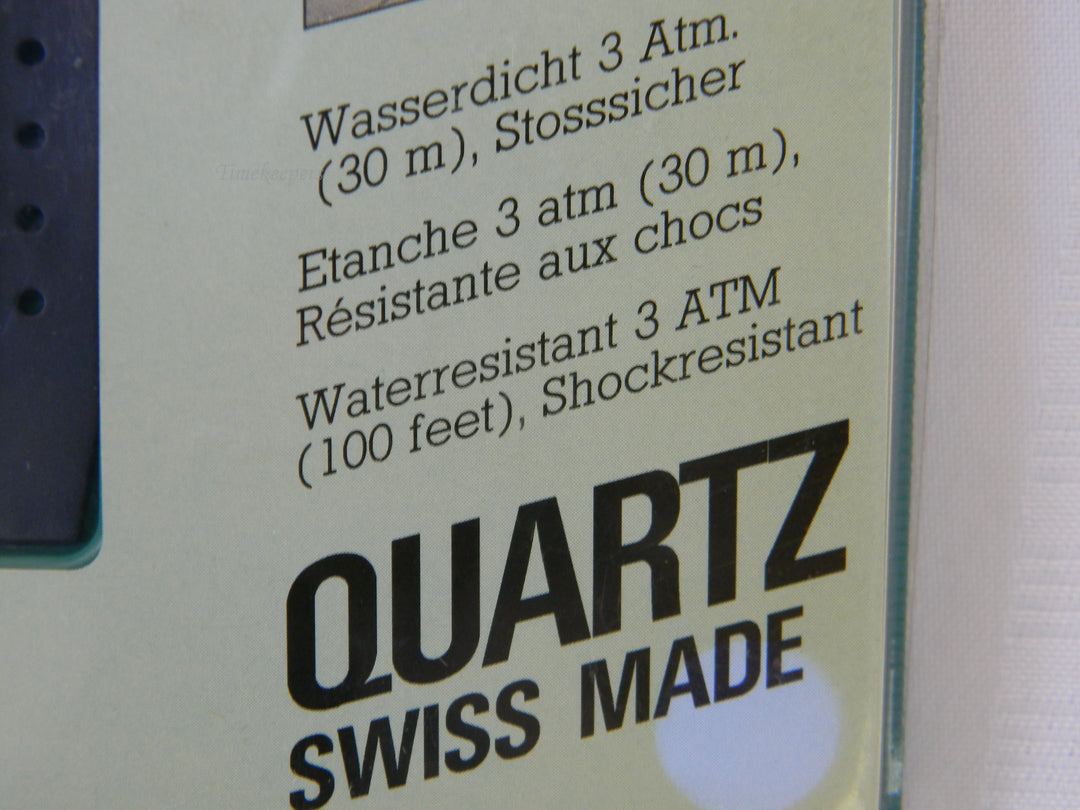 Wasserdicht 3 Atm.
(30 m), Stosssicher
Etanche 3 atm (30 m),
Résistante aux chocs
Waterresistant 3 ATM
(100 feet), Shockresistant
QUARTZ
SWISS MADE